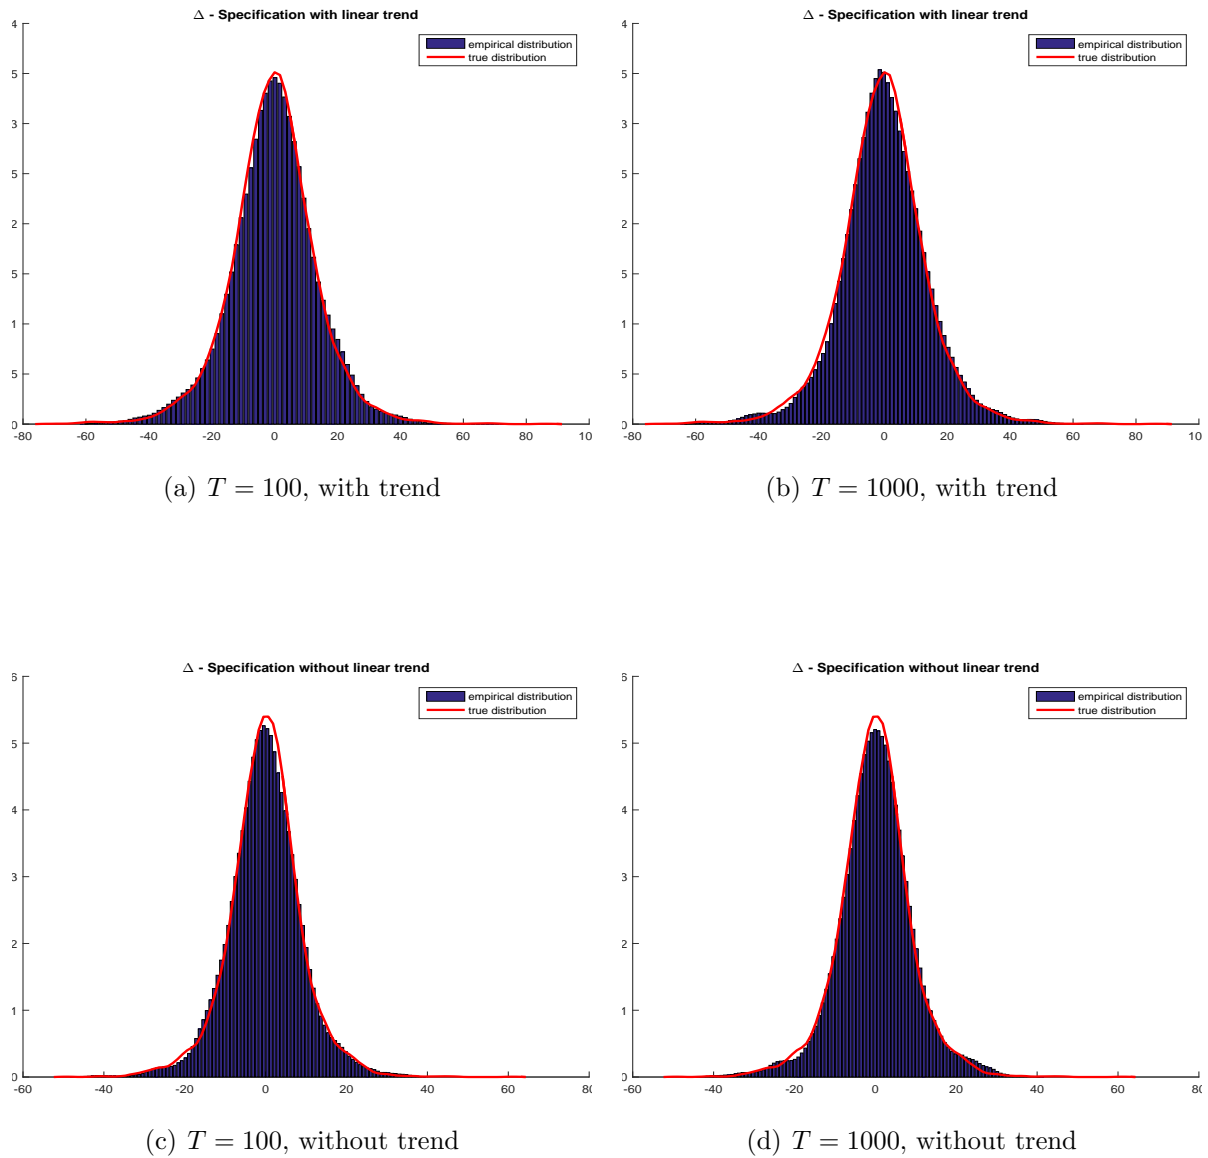 Δ - Specification with linear trend
4
5
3
5
2
5
1
5
0
-80 -60 -40 -20 0 20 40 60 80 10
empirical distribution
true distribution
(a) T = 100, with trend
Δ - Specification with linear trend
4
5
3
5
2
5
1
5
0
-80 -60 -40 -20 0 20 40 60 80 10
empirical distribution
true distribution
(b) T = 1000, with trend
Δ - Specification without linear trend
6
5
4
3
2
1
0
-60 -40 -20 0 20 40 60
empirical distribution
true distribution
(c) T = 100, without trend
Δ - Specification without linear trend
6
5
4
3
2
1
0
-60 -40 -20 0 20 40 60
empirical distribution
true distribution
(d) T = 1000, without trend